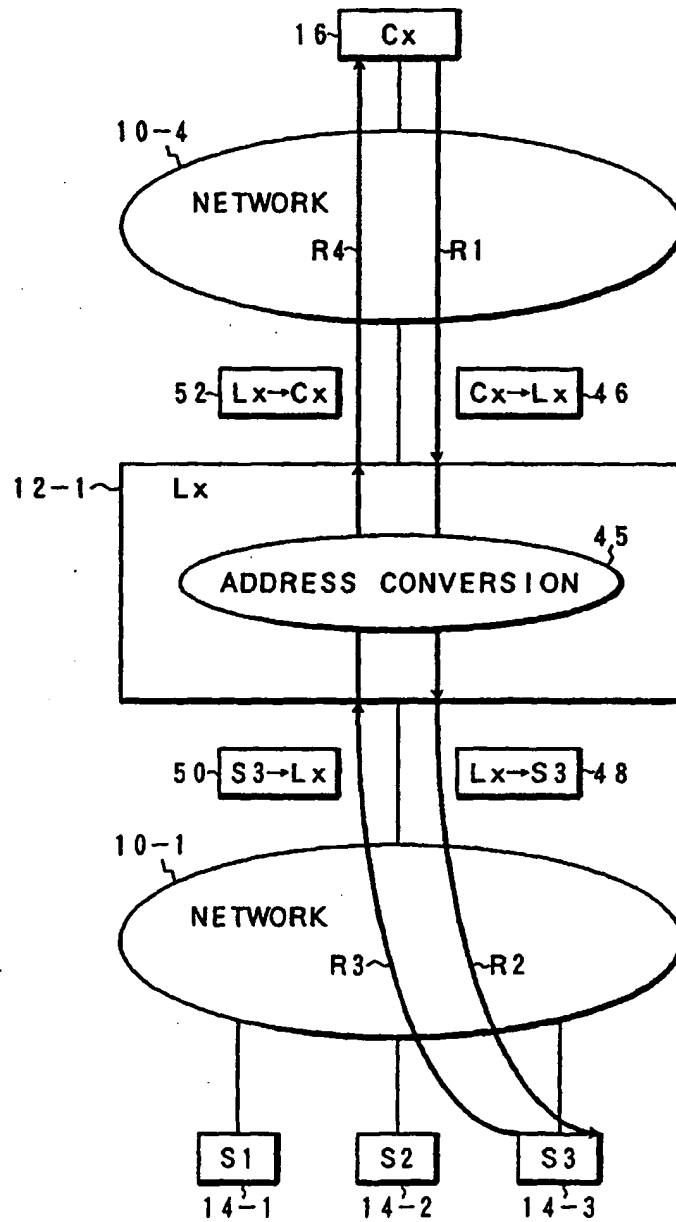 16 Cx
10-4
NETWORK
R4 R1
52 Lx→Cx Cx→Lx 46
12-1 Lx
45
ADDRESS CONVERSION
50 S3→Lx Lx→S3 48
10-1
NETWORK
R3 R2
S1 S2 S3
14-1 14-2 14-3